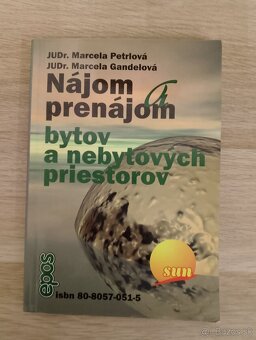 JUDr. Marcela Petrlová
JUDr. Marcela Gandelová
Nájom a
prenájom
bytov
a nebytových
priestorov
sun
epos
isbn 80-8057-051-5